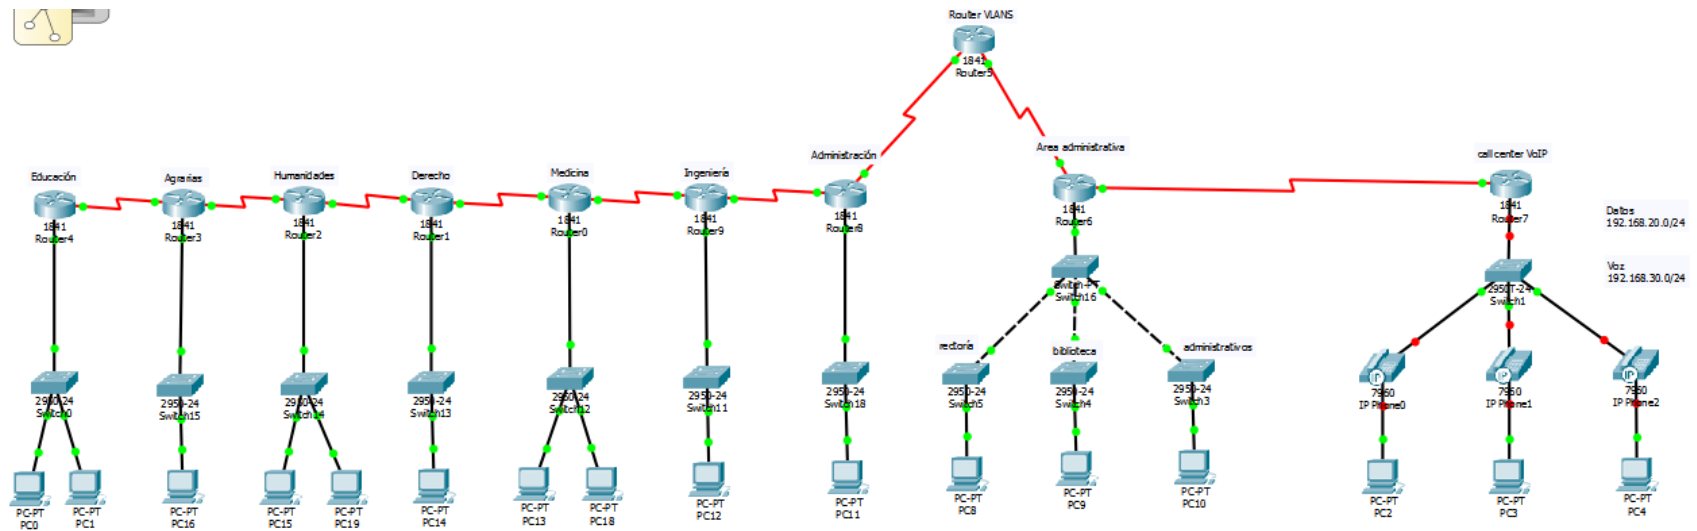 Router VLANS
1841
Router5
Educación
1841
Router4
Agrarias
1841
Router3
Humanidades
1841
Router2
Derecho
1841
Router1
Medicina
1841
Router0
Ingeniería
1841
Router9
Administración
1841
Router8
Area administrativa
1841
Router6
call center VoIP
1841
Router7
Datos
192.168.20.0/24
Voz
192.168.30.0/24
Switch-PT
Switch16
2950T-24
Switch1
rectoría
biblioteca
administrativos
2950-24
Switch0
2950-24
Switch15
2950-24
Switch14
2950-24
Switch13
2950-24
Switch12
2950-24
Switch11
2950-24
Switch18
2950-24
Switch5
2950-24
Switch4
2950-24
Switch3
IP
7960
IP Phone0
IP
7960
IP Phone1
IP
7960
IP Phone2
PC-PT
PC0
PC-PT
PC1
PC-PT
PC16
PC-PT
PC15
PC-PT
PC19
PC-PT
PC14
PC-PT
PC13
PC-PT
PC18
PC-PT
PC12
PC-PT
PC11
PC-PT
PC8
PC-PT
PC9
PC-PT
PC10
PC-PT
PC2
PC-PT
PC3
PC-PT
PC4